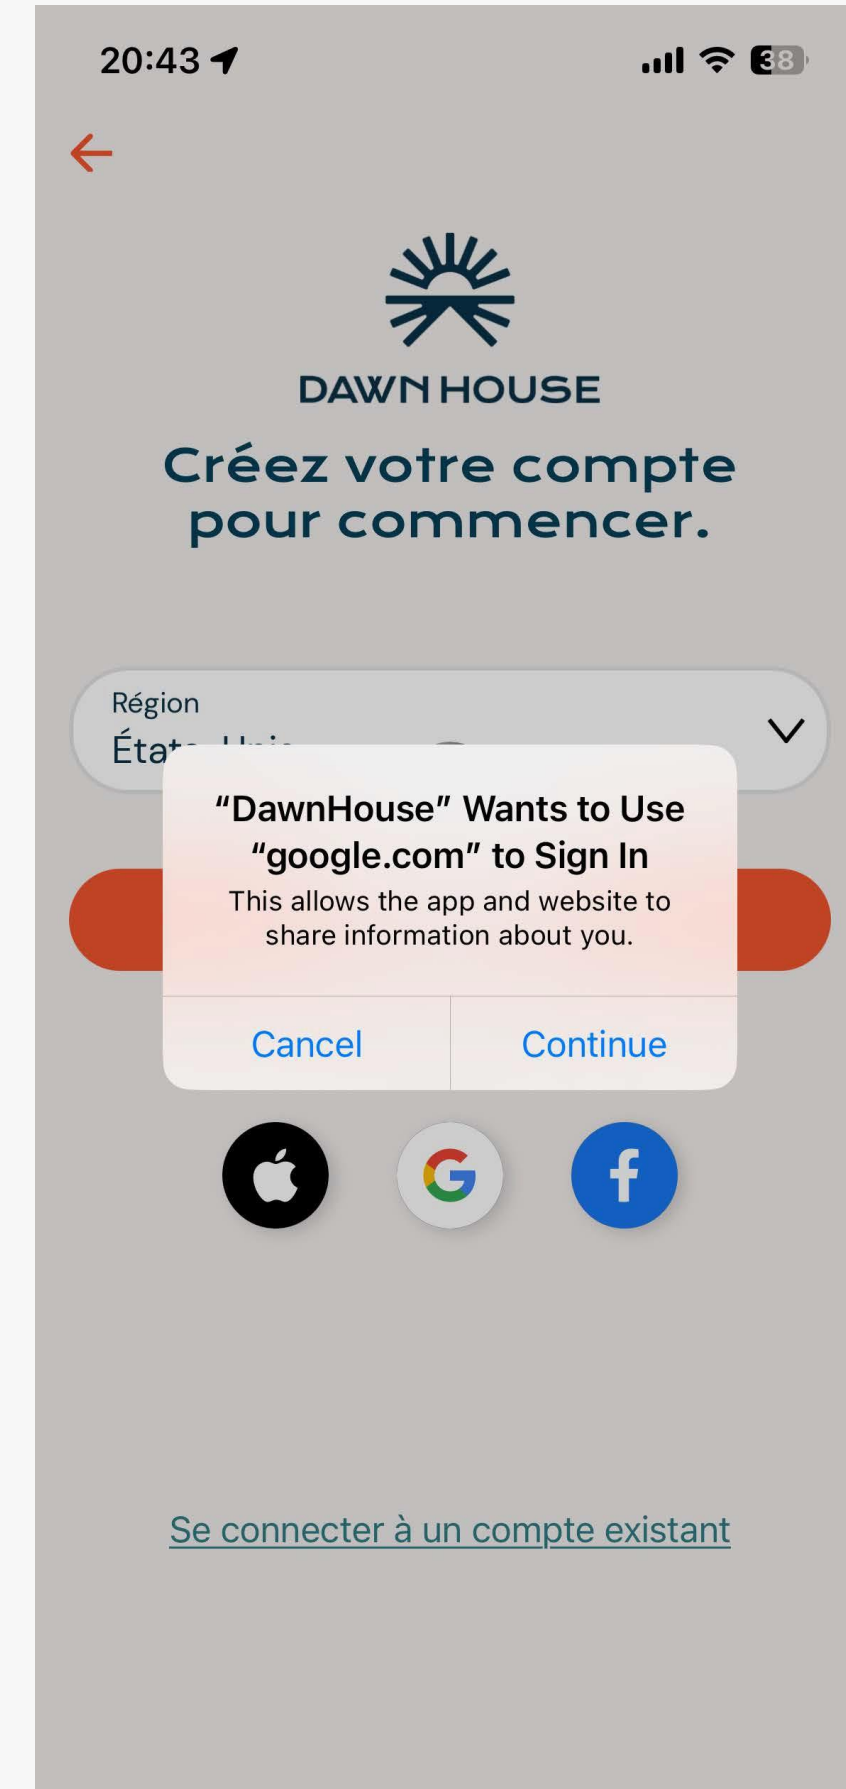 20:43
38
DAWN HOUSE
Créez votre compte
pour commencer.
Région
“DawnHouse” Wants to Use
“google.com” to Sign In
This allows the app and website to
share information about you.
Cancel
Continue
Se connecter à un compte existant